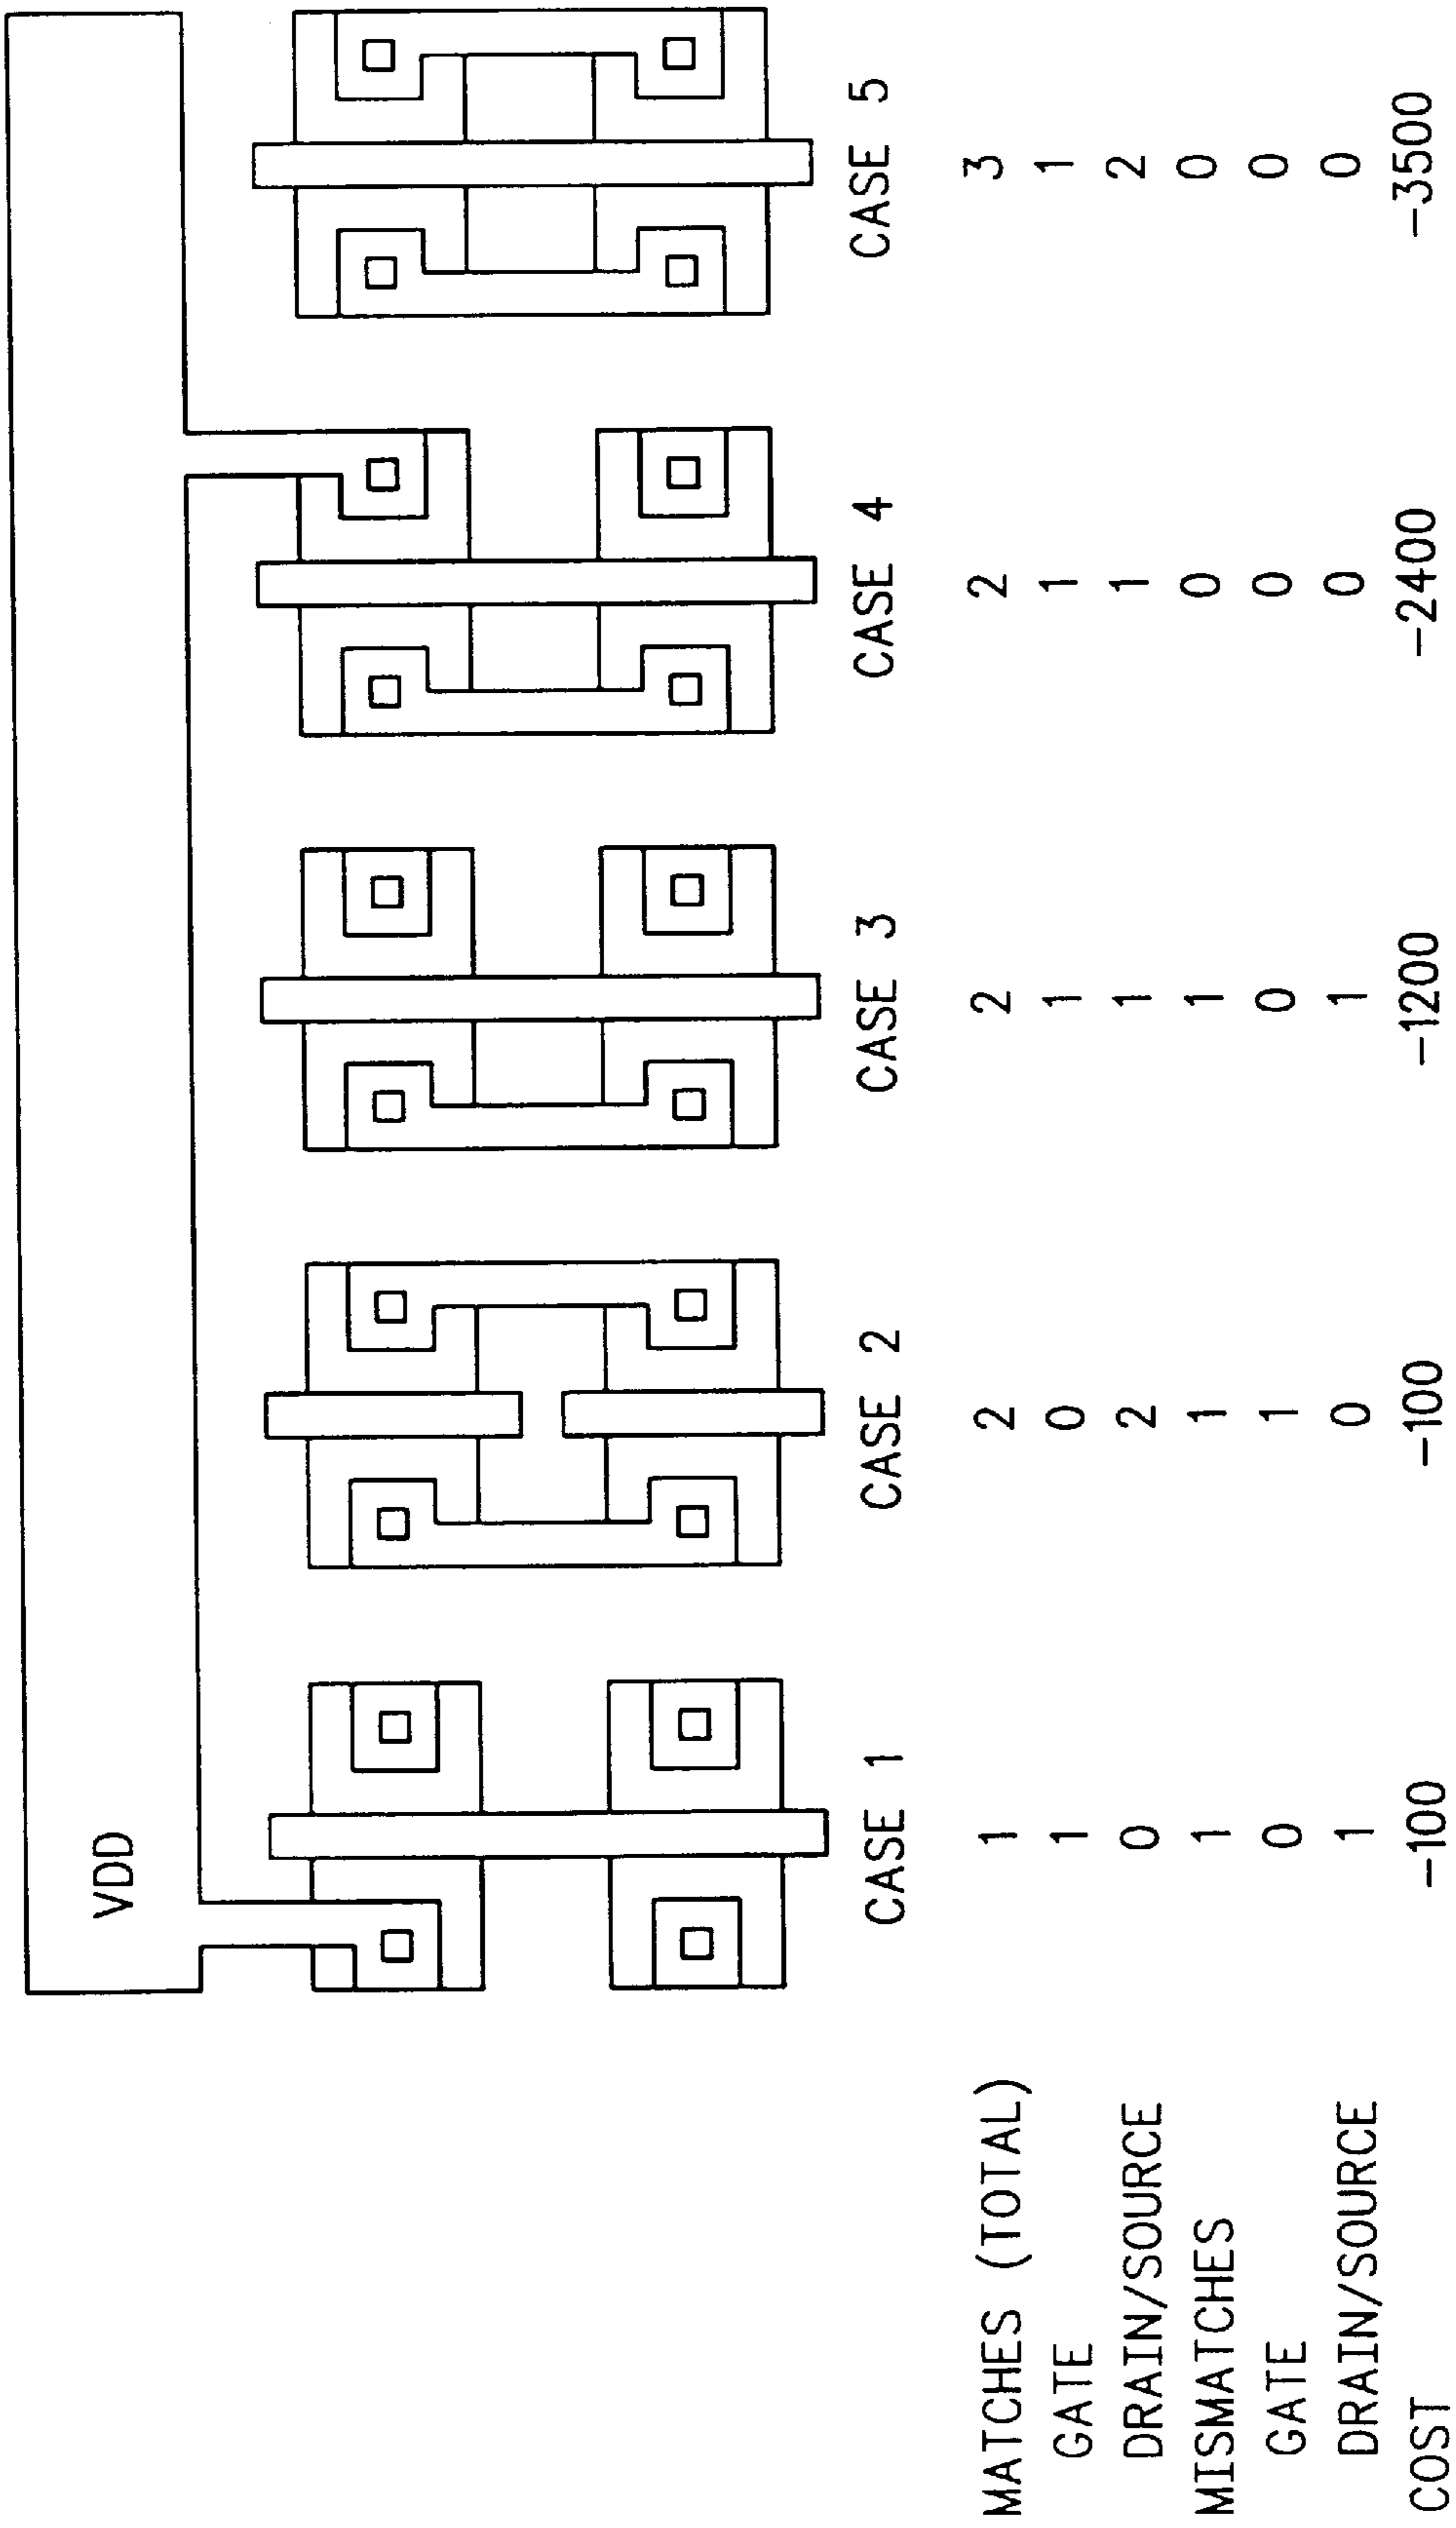 VDD
CASE 1 CASE 2 CASE 3 CASE 4 CASE 5
MATCHES (TOTAL) 1 2 2 2 3
GATE 1 0 1 1 1
DRAIN/SOURCE 0 2 1 1 2
MISMATCHES 1 1 1 0 0
GATE 0 1 0 0 0
DRAIN/SOURCE 1 0 1 0 0
COST -100 -100 -1200 -2400 -3500